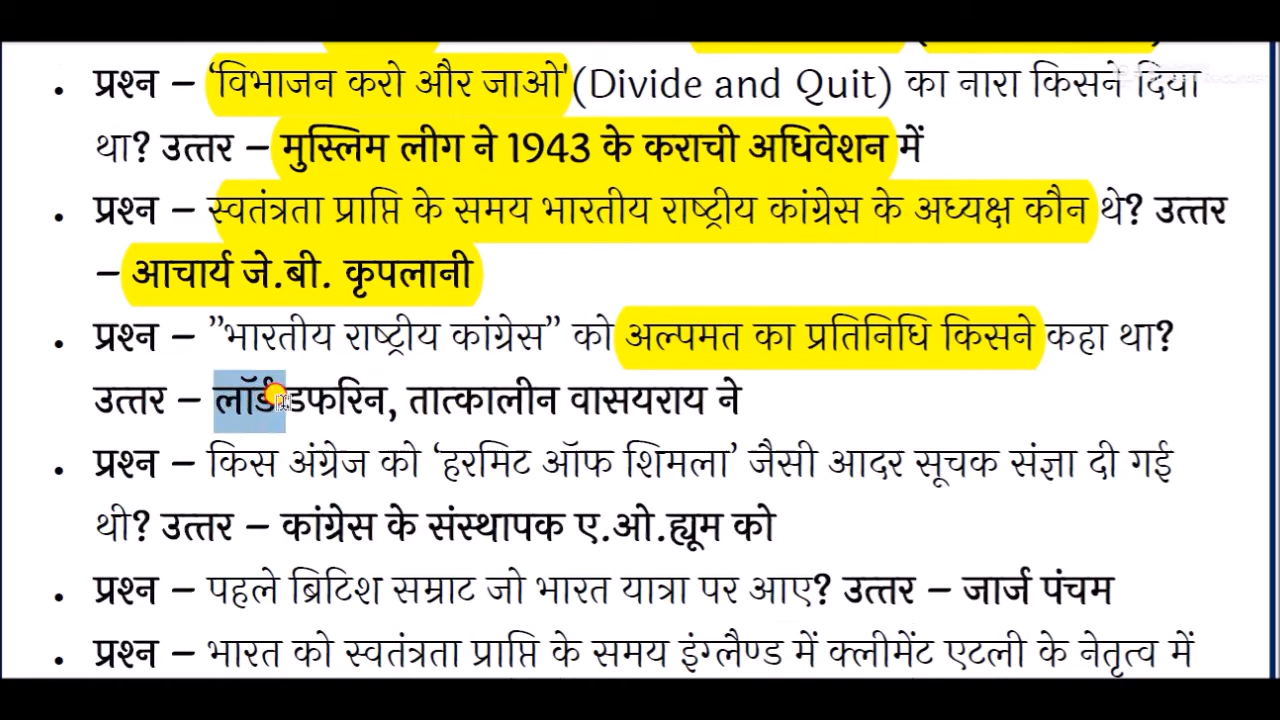 • प्रश्न – 'विभाजन करो और जाओ'(Divide and Quit) का नारा किसने दिया
था? उत्तर – मुस्लिम लीग ने 1943 के कराची अधिवेशन में
• प्रश्न – स्वतंत्रता प्राप्ति के समय भारतीय राष्ट्रीय कांग्रेस के अध्यक्ष कौन थे? उत्तर
– आचार्य जे.बी. कृपलानी
• प्रश्न – ”भारतीय राष्ट्रीय कांग्रेस” को अल्पमत का प्रतिनिधि किसने कहा था?
उत्तर – लॉर्ड डफरिन, तात्कालीन वासयराय ने
• प्रश्न – किस अंग्रेज को ‘हरमिट ऑफ शिमला’ जैसी आदर सूचक संज्ञा दी गई
थी? उत्तर – कांग्रेस के संस्थापक ए.ओ.ह्यूम को
• प्रश्न – पहले ब्रिटिश सम्राट जो भारत यात्रा पर आए? उत्तर – जार्ज पंचम
• प्रश्न – भारत को स्वतंत्रता प्राप्ति के समय इंग्लैण्ड में क्लीमेंट एटली के नेतृत्व में